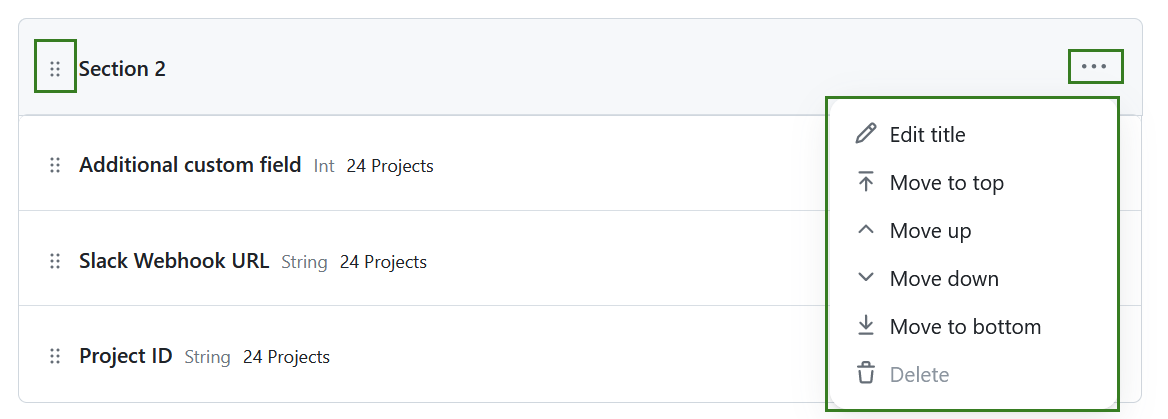 Section 2
Additional custom field Int 24 Projects
Slack Webhook URL String 24 Projects
Project ID String 24 Projects
Edit title
Move to top
Move up
Move down
Move to bottom
Delete